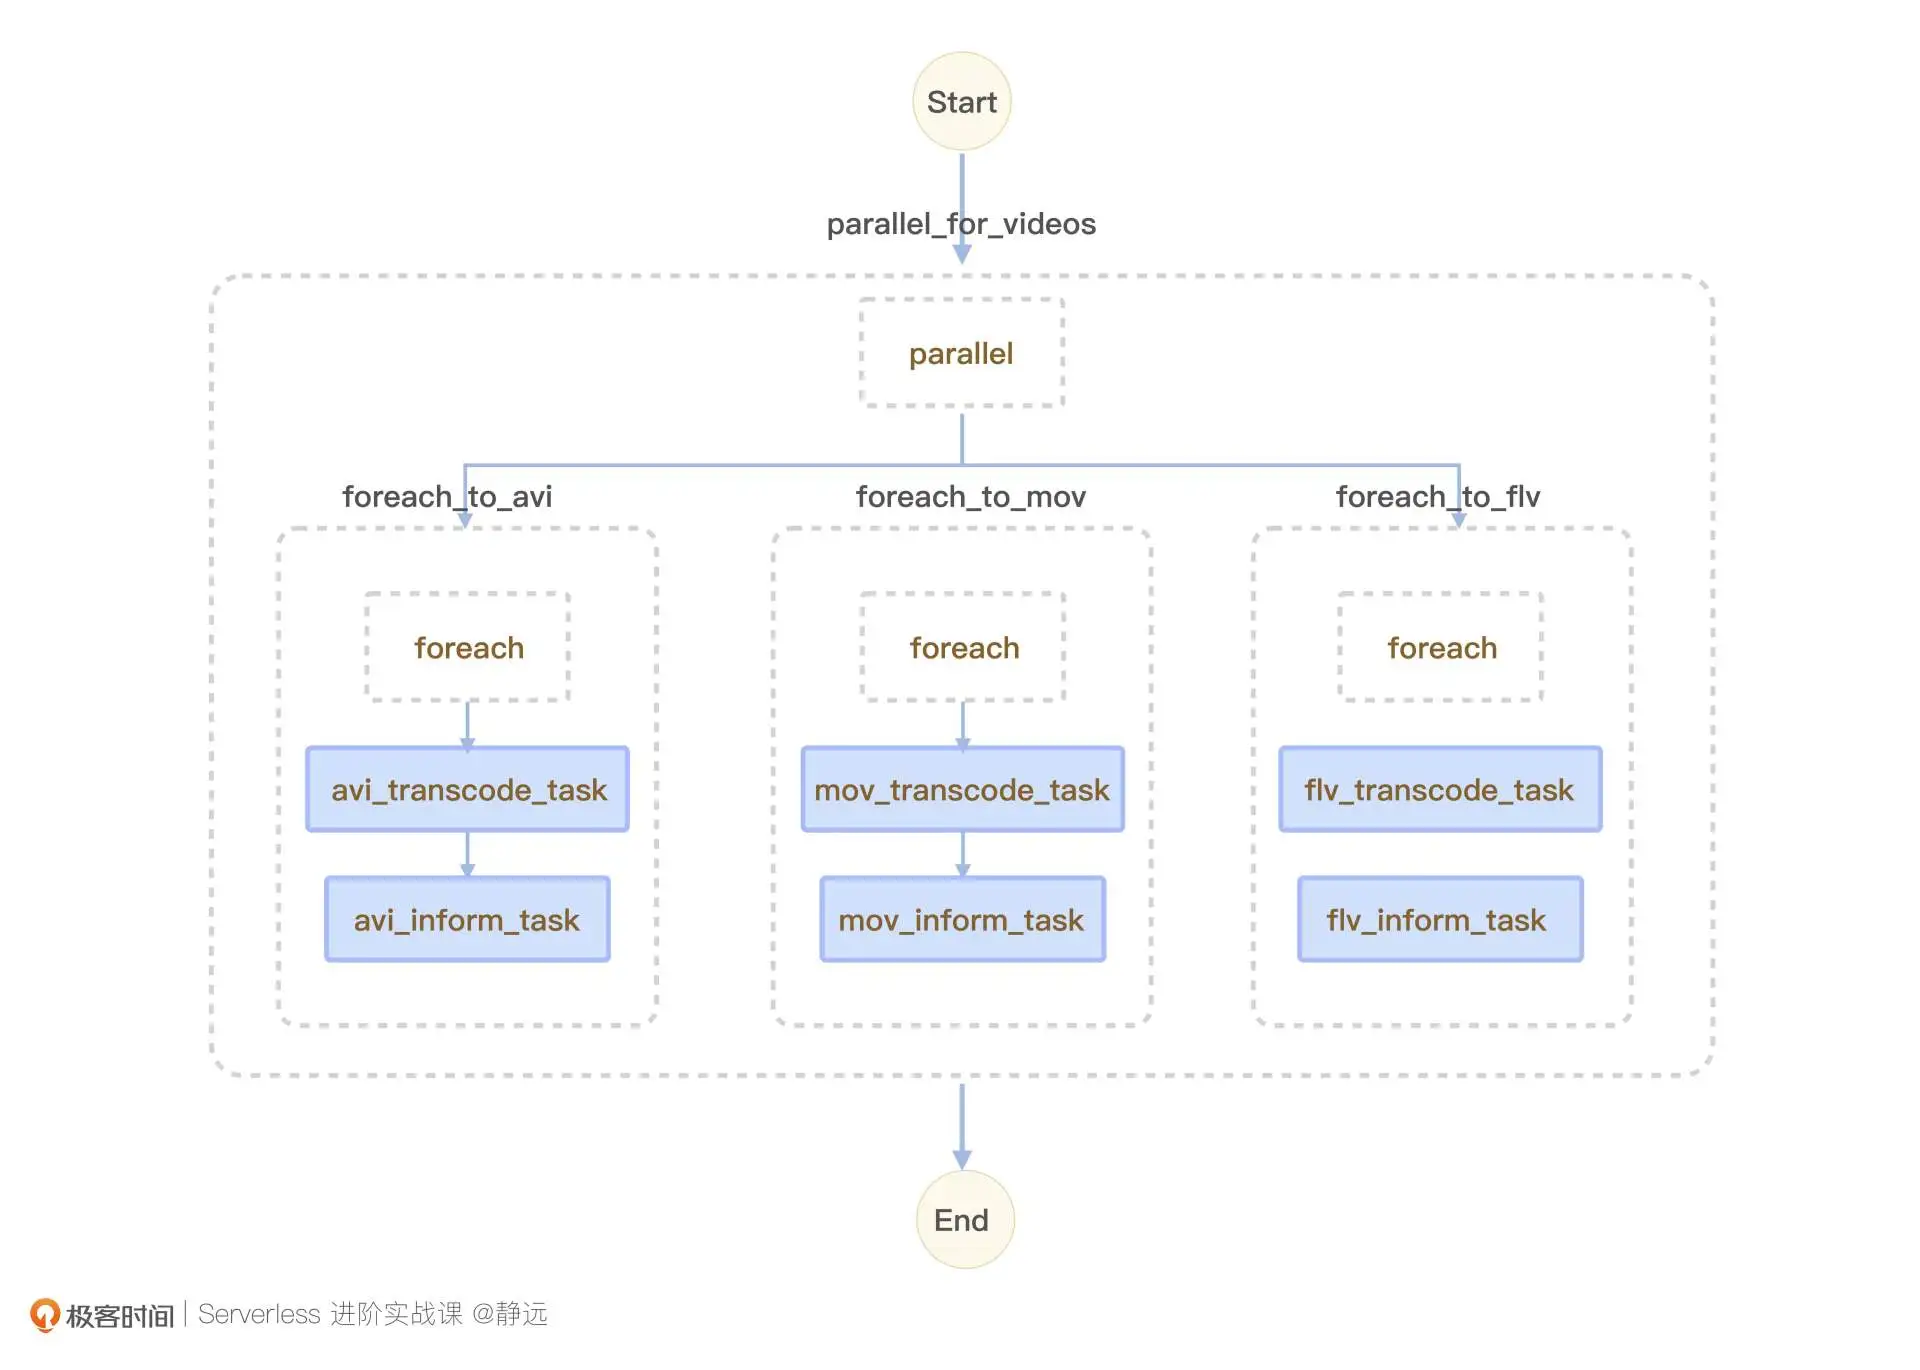 Start
parallel_for_videos
parallel
foreach_to_avi
foreach_to_mov
foreach_to_flv
foreach
foreach
foreach
avi_transcode_task
mov_transcode_task
flv_transcode_task
avi_inform_task
mov_inform_task
flv_inform_task
End
极客时间 | Serverless 进阶实战课 @静远